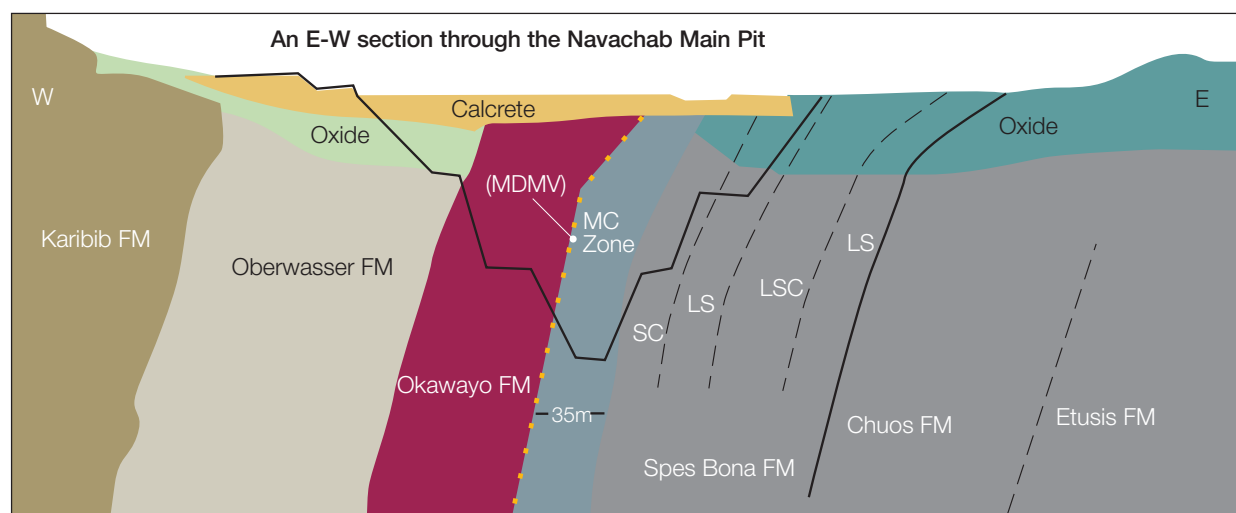 An E-W section through the Navachab Main Pit
W
E
Calcrete
Oxide
Oxide
(MDMV)
MC
Zone
LS
Karibib FM
Oberwasser FM
LSC
LS
SC
Okawayo FM
35m
Chuos FM
Etusis FM
Spes Bona FM